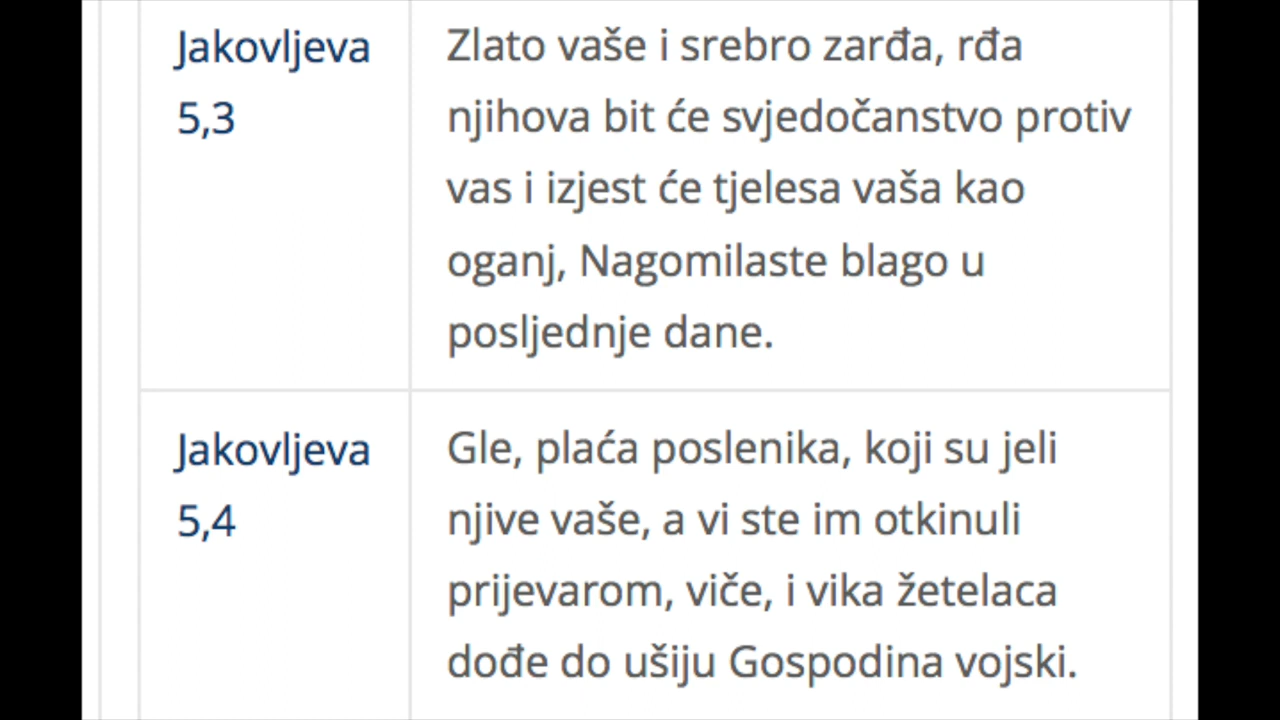 Jakovljeva
5,3
Zlato vaše i srebro zarđa, rđa
njihova bit će svjedočanstvo protiv
vas i izjest će tjelesa vaša kao
oganj, Nagomilaste blago u
posljednje dane.
Jakovljeva
5,4
Gle, plaća poslenika, koji su jeli
njive vaše, a vi ste im otkinuli
prijevarom, viče, i vika žetelaca
dođe do ušiju Gospodina vojski.